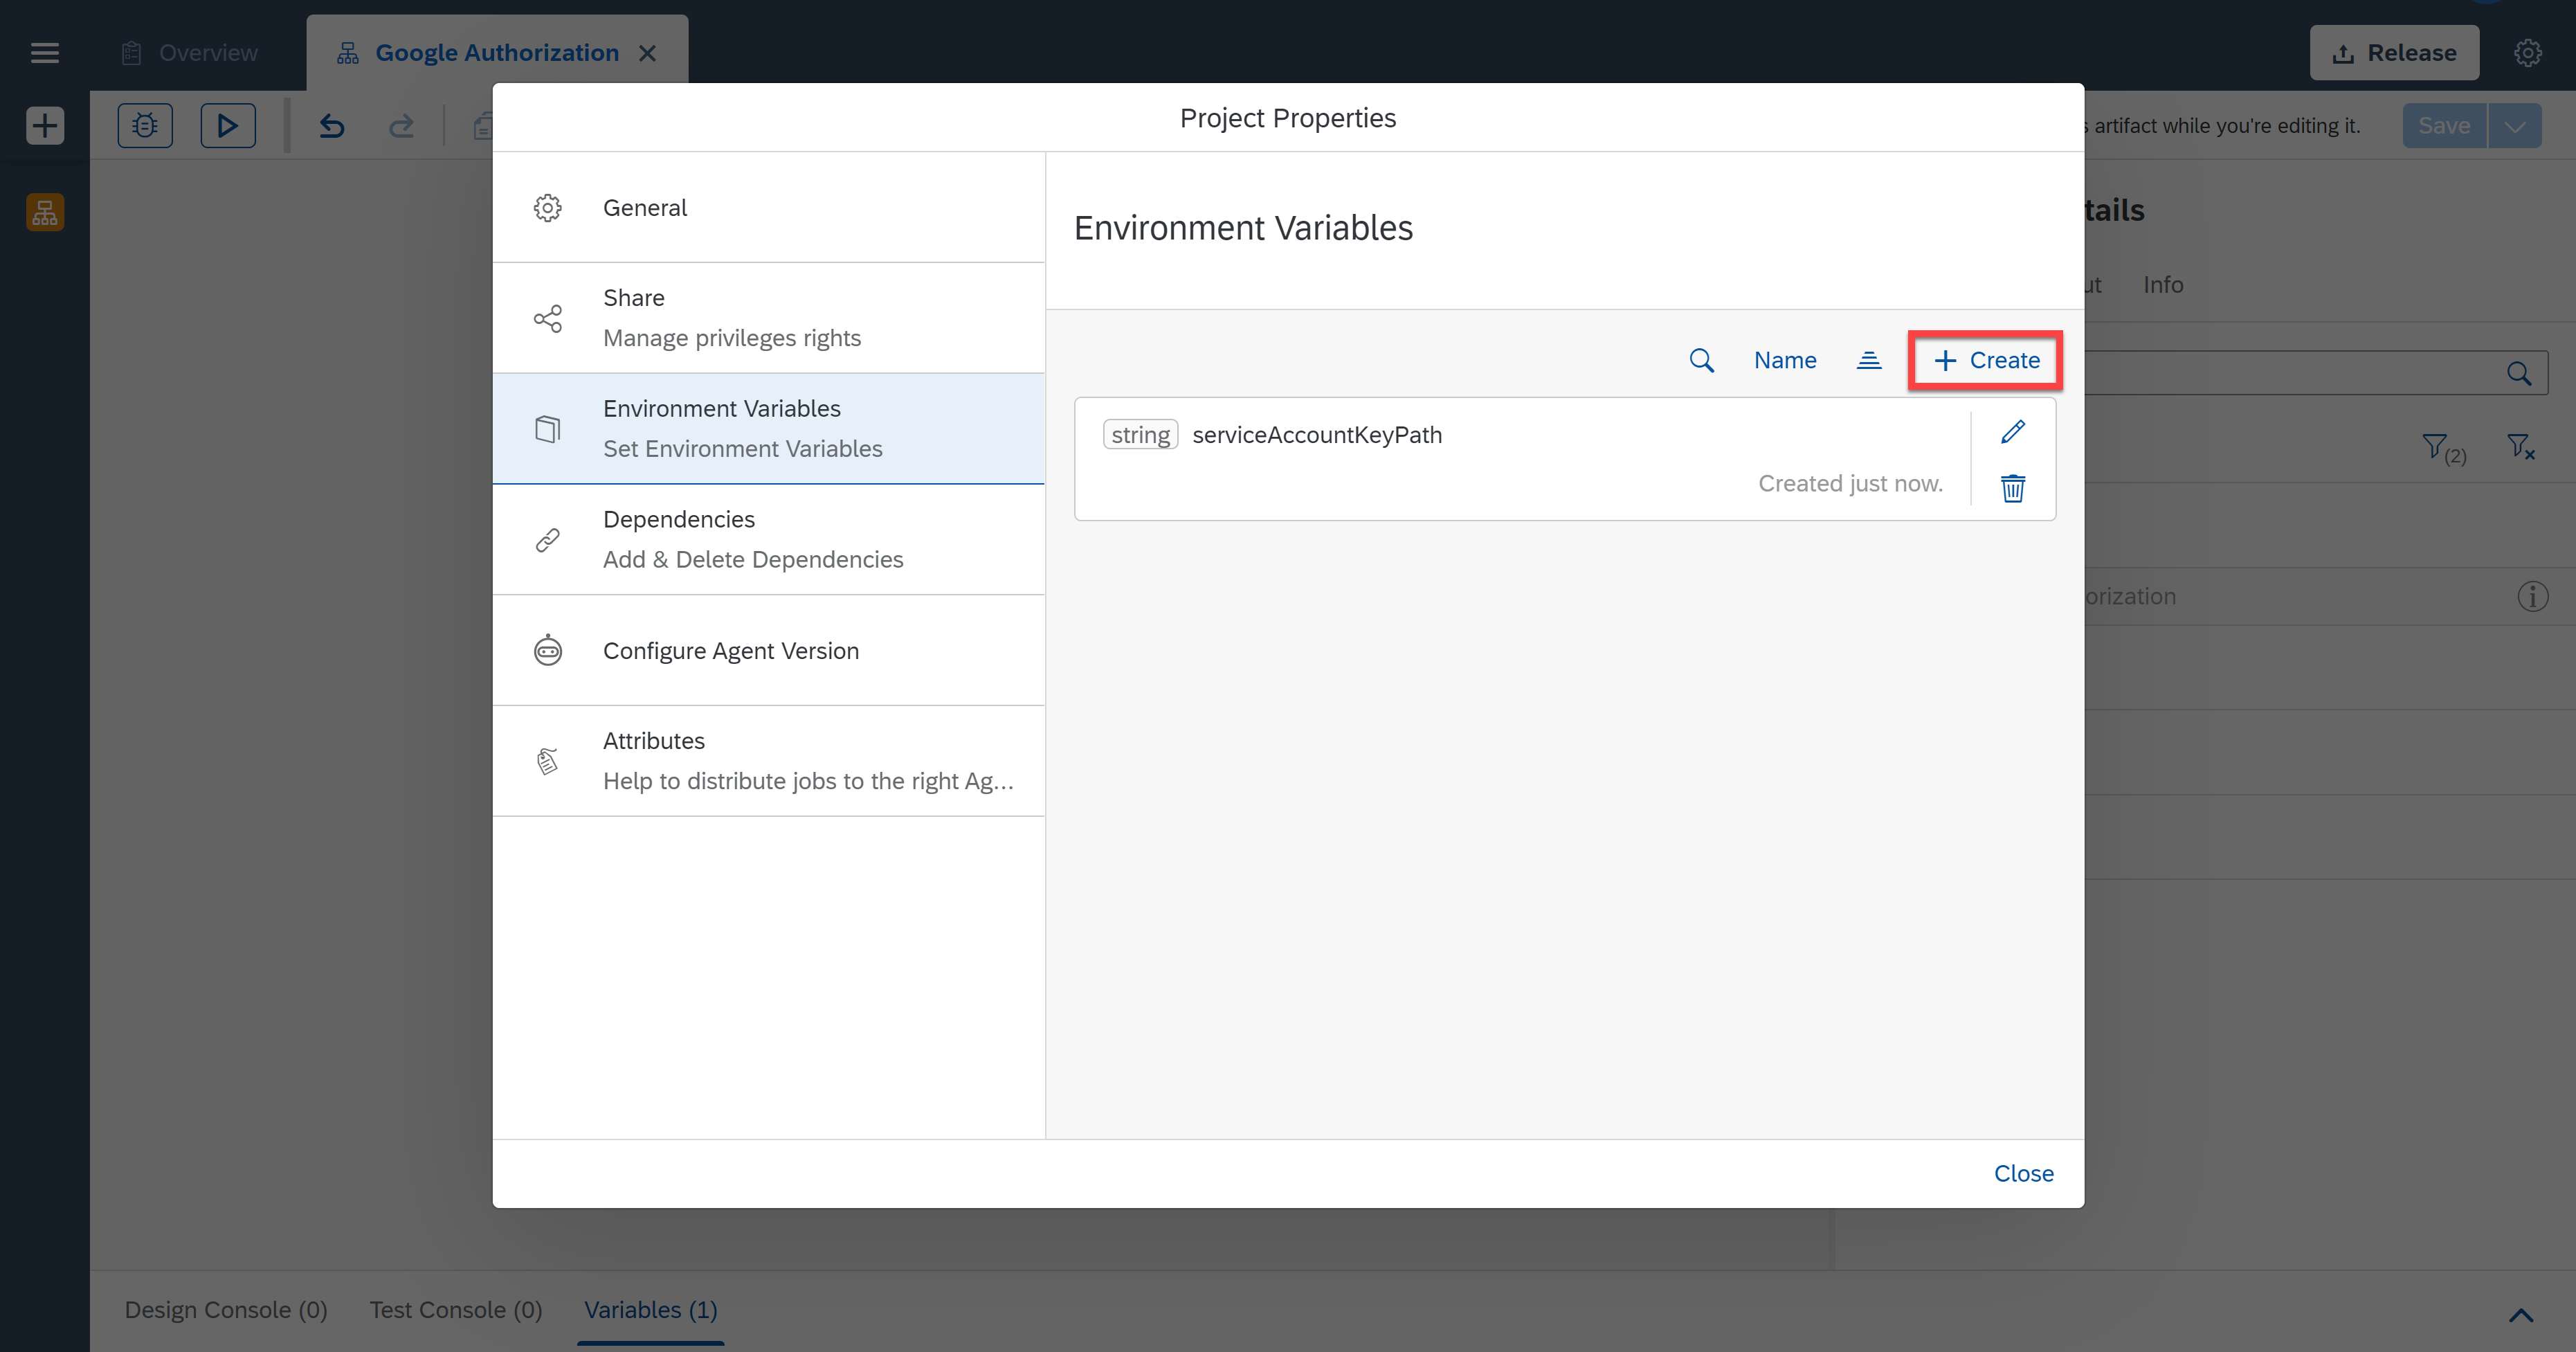 Overview
Google Authorization
Release
Project Properties
s artifact while you're editing it.
Save
General
Share
Manage privileges rights
Environment Variables
Set Environment Variables
Dependencies
Add & Delete Dependencies
Configure Agent Version
Attributes
Help to distribute jobs to the right Ag...
Environment Variables
Name
Create
string
serviceAccountKeyPath
Created just now.
Close
tails
ut
Info
(2)
orization
Design Console (0)
Test Console (0)
Variables (1)